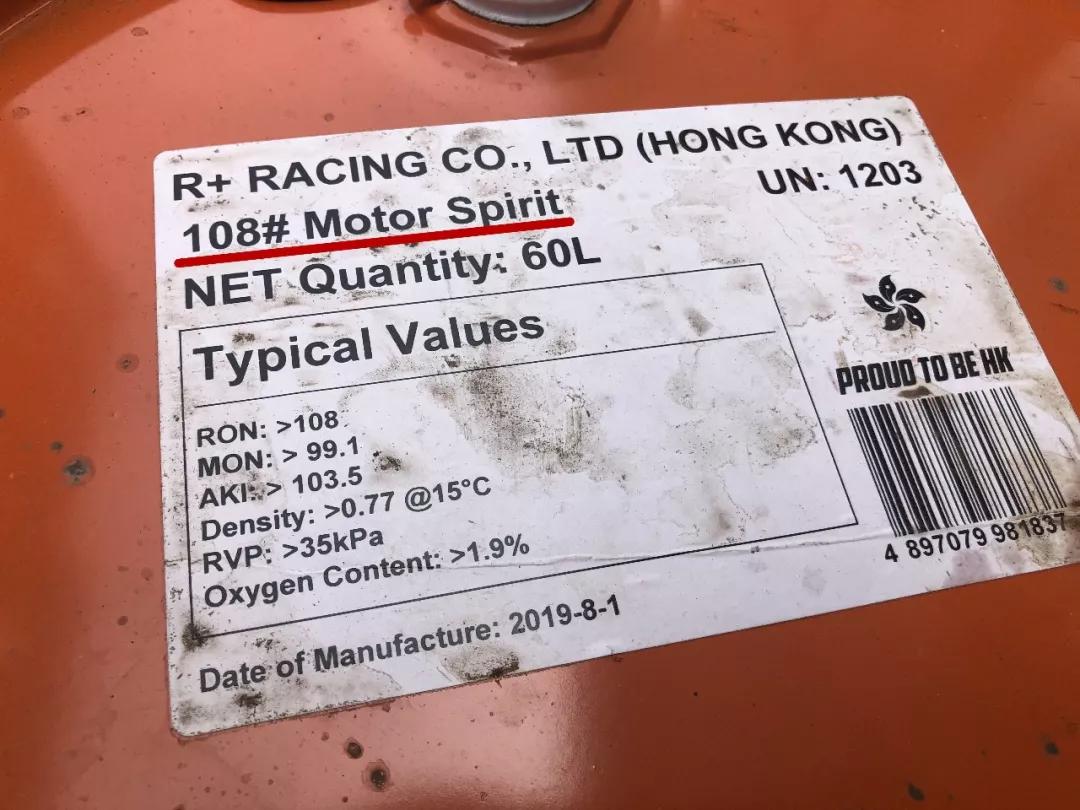 R+ RACING CO., LTD (HONG KONG)
UN: 1203
108# Motor Spirit
NET Quantity: 60L
Typical Values
RON: >108
MON: > 99.1
AKI: > 103.5
Density: >0.77 @15°C
RVP: >35kPa
Oxygen Content: >1.9%
PROUD TO BE HK
4 897079 981837
Date of Manufacture: 2019-8-1